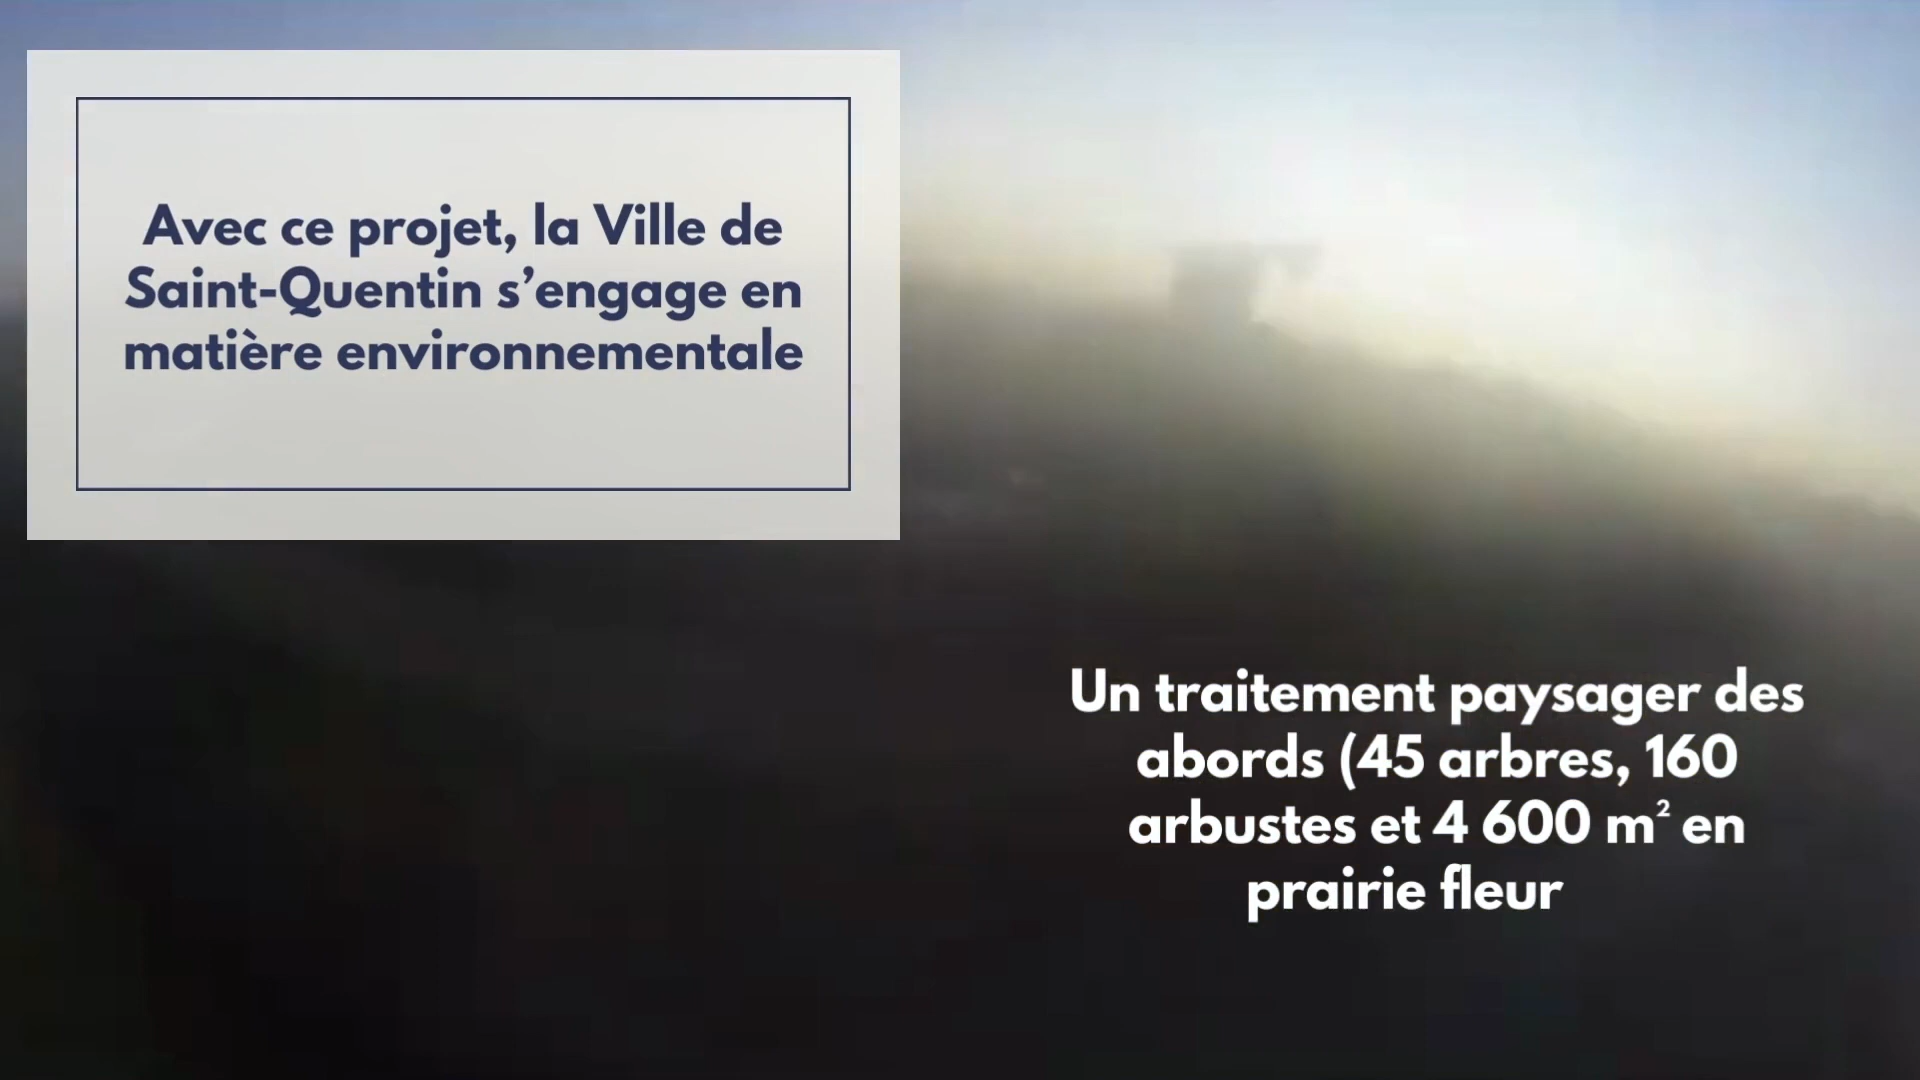 Avec ce projet, la Ville de
Saint-Quentin s’engage en
matière environnementale
Un traitement paysager des
abords (45 arbres, 160
arbustes et 4 600 m² en
prairie fleur